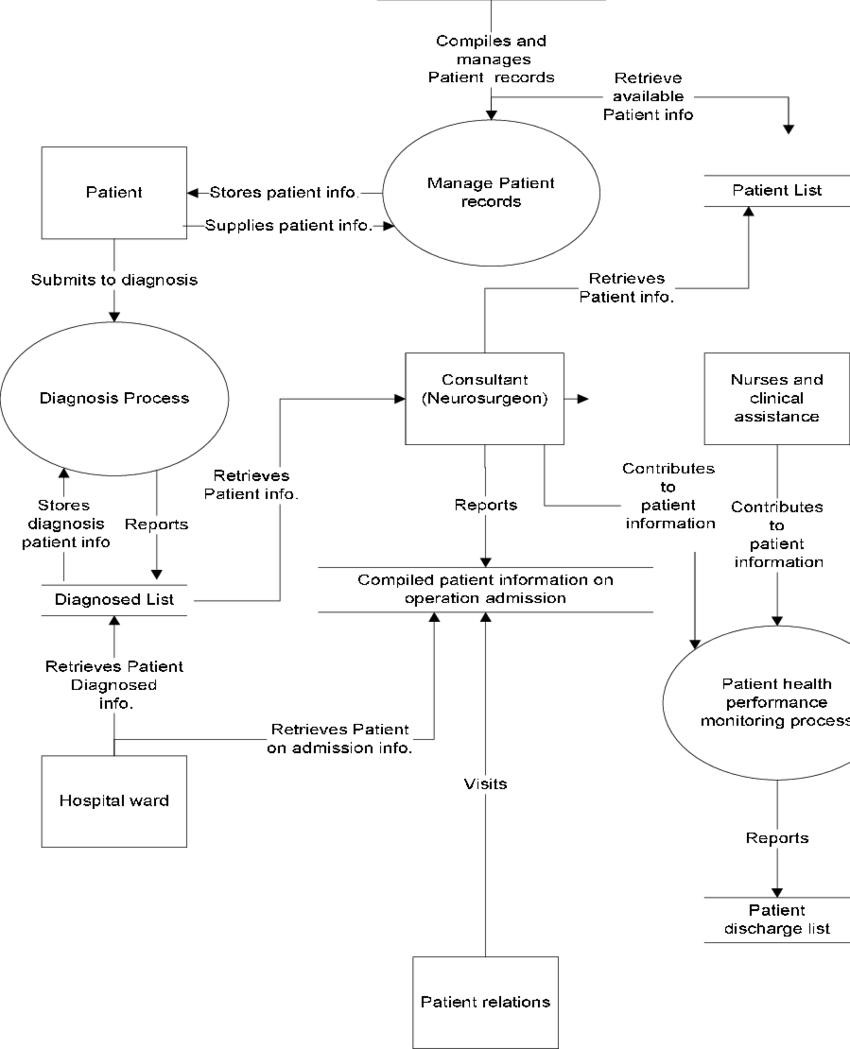 Compiles and
manages
Patient records
Retrieve
available
Patient info
Patient
Stores patient info.
Supplies patient info.
Manage Patient
records
Patient List
Submits to diagnosis
Retrieves
Patient info.
Diagnosis Process
Consultant
(Neurosurgeon)
Nurses and
clinical
assistance
Retrieves
Patient info.
Stores
diagnosis
patient info
Reports
Reports
Contributes
to
patient
information
Contributes
to
patient
information
Diagnosed List
Compiled patient information on
operation admission
Retrieves Patient
Diagnosed
info.
Retrieves Patient
on admission info.
Patient health
performance
monitoring process
Hospital ward
Visits
Reports
Patient
discharge list
Patient relations